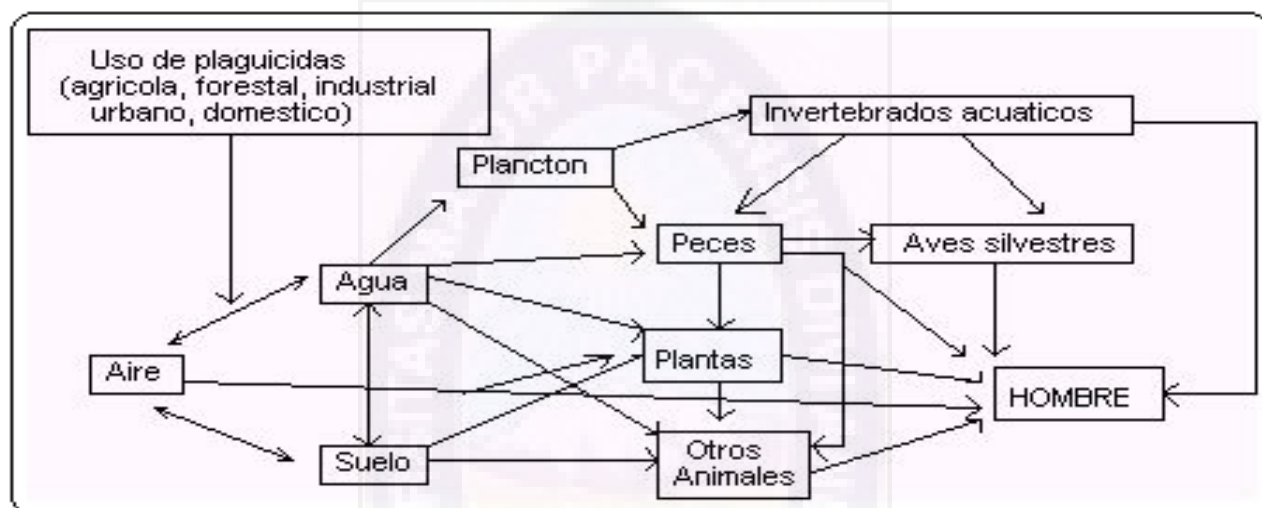 Uso de plaguicidas
(agricola, forestal, industrial
urbano, domestico)
Invertebrados acuaticos
Plancton
Peces
Aves silvestres
Agua
Plantas
Aire
HOMBRE
Suelo
Otros
Animales